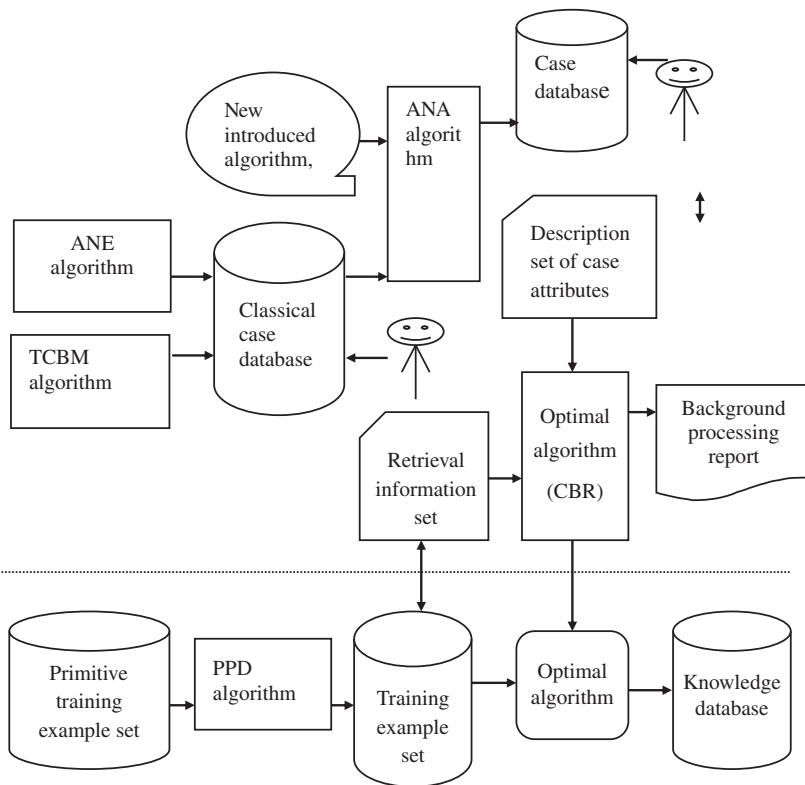 Case
database
New
introduced
algorithm,
ANA
algorit
hm
ANE
algorithm
Description
set of case
attributes
Classical
case
database
TCBM
algorithm
Optimal
algorithm
(CBR)
Background
processing
report
Retrieval
information
set
Primitive
training
example set
PPD
algorithm
Training
example
set
Optimal
algorithm
Knowledge
database